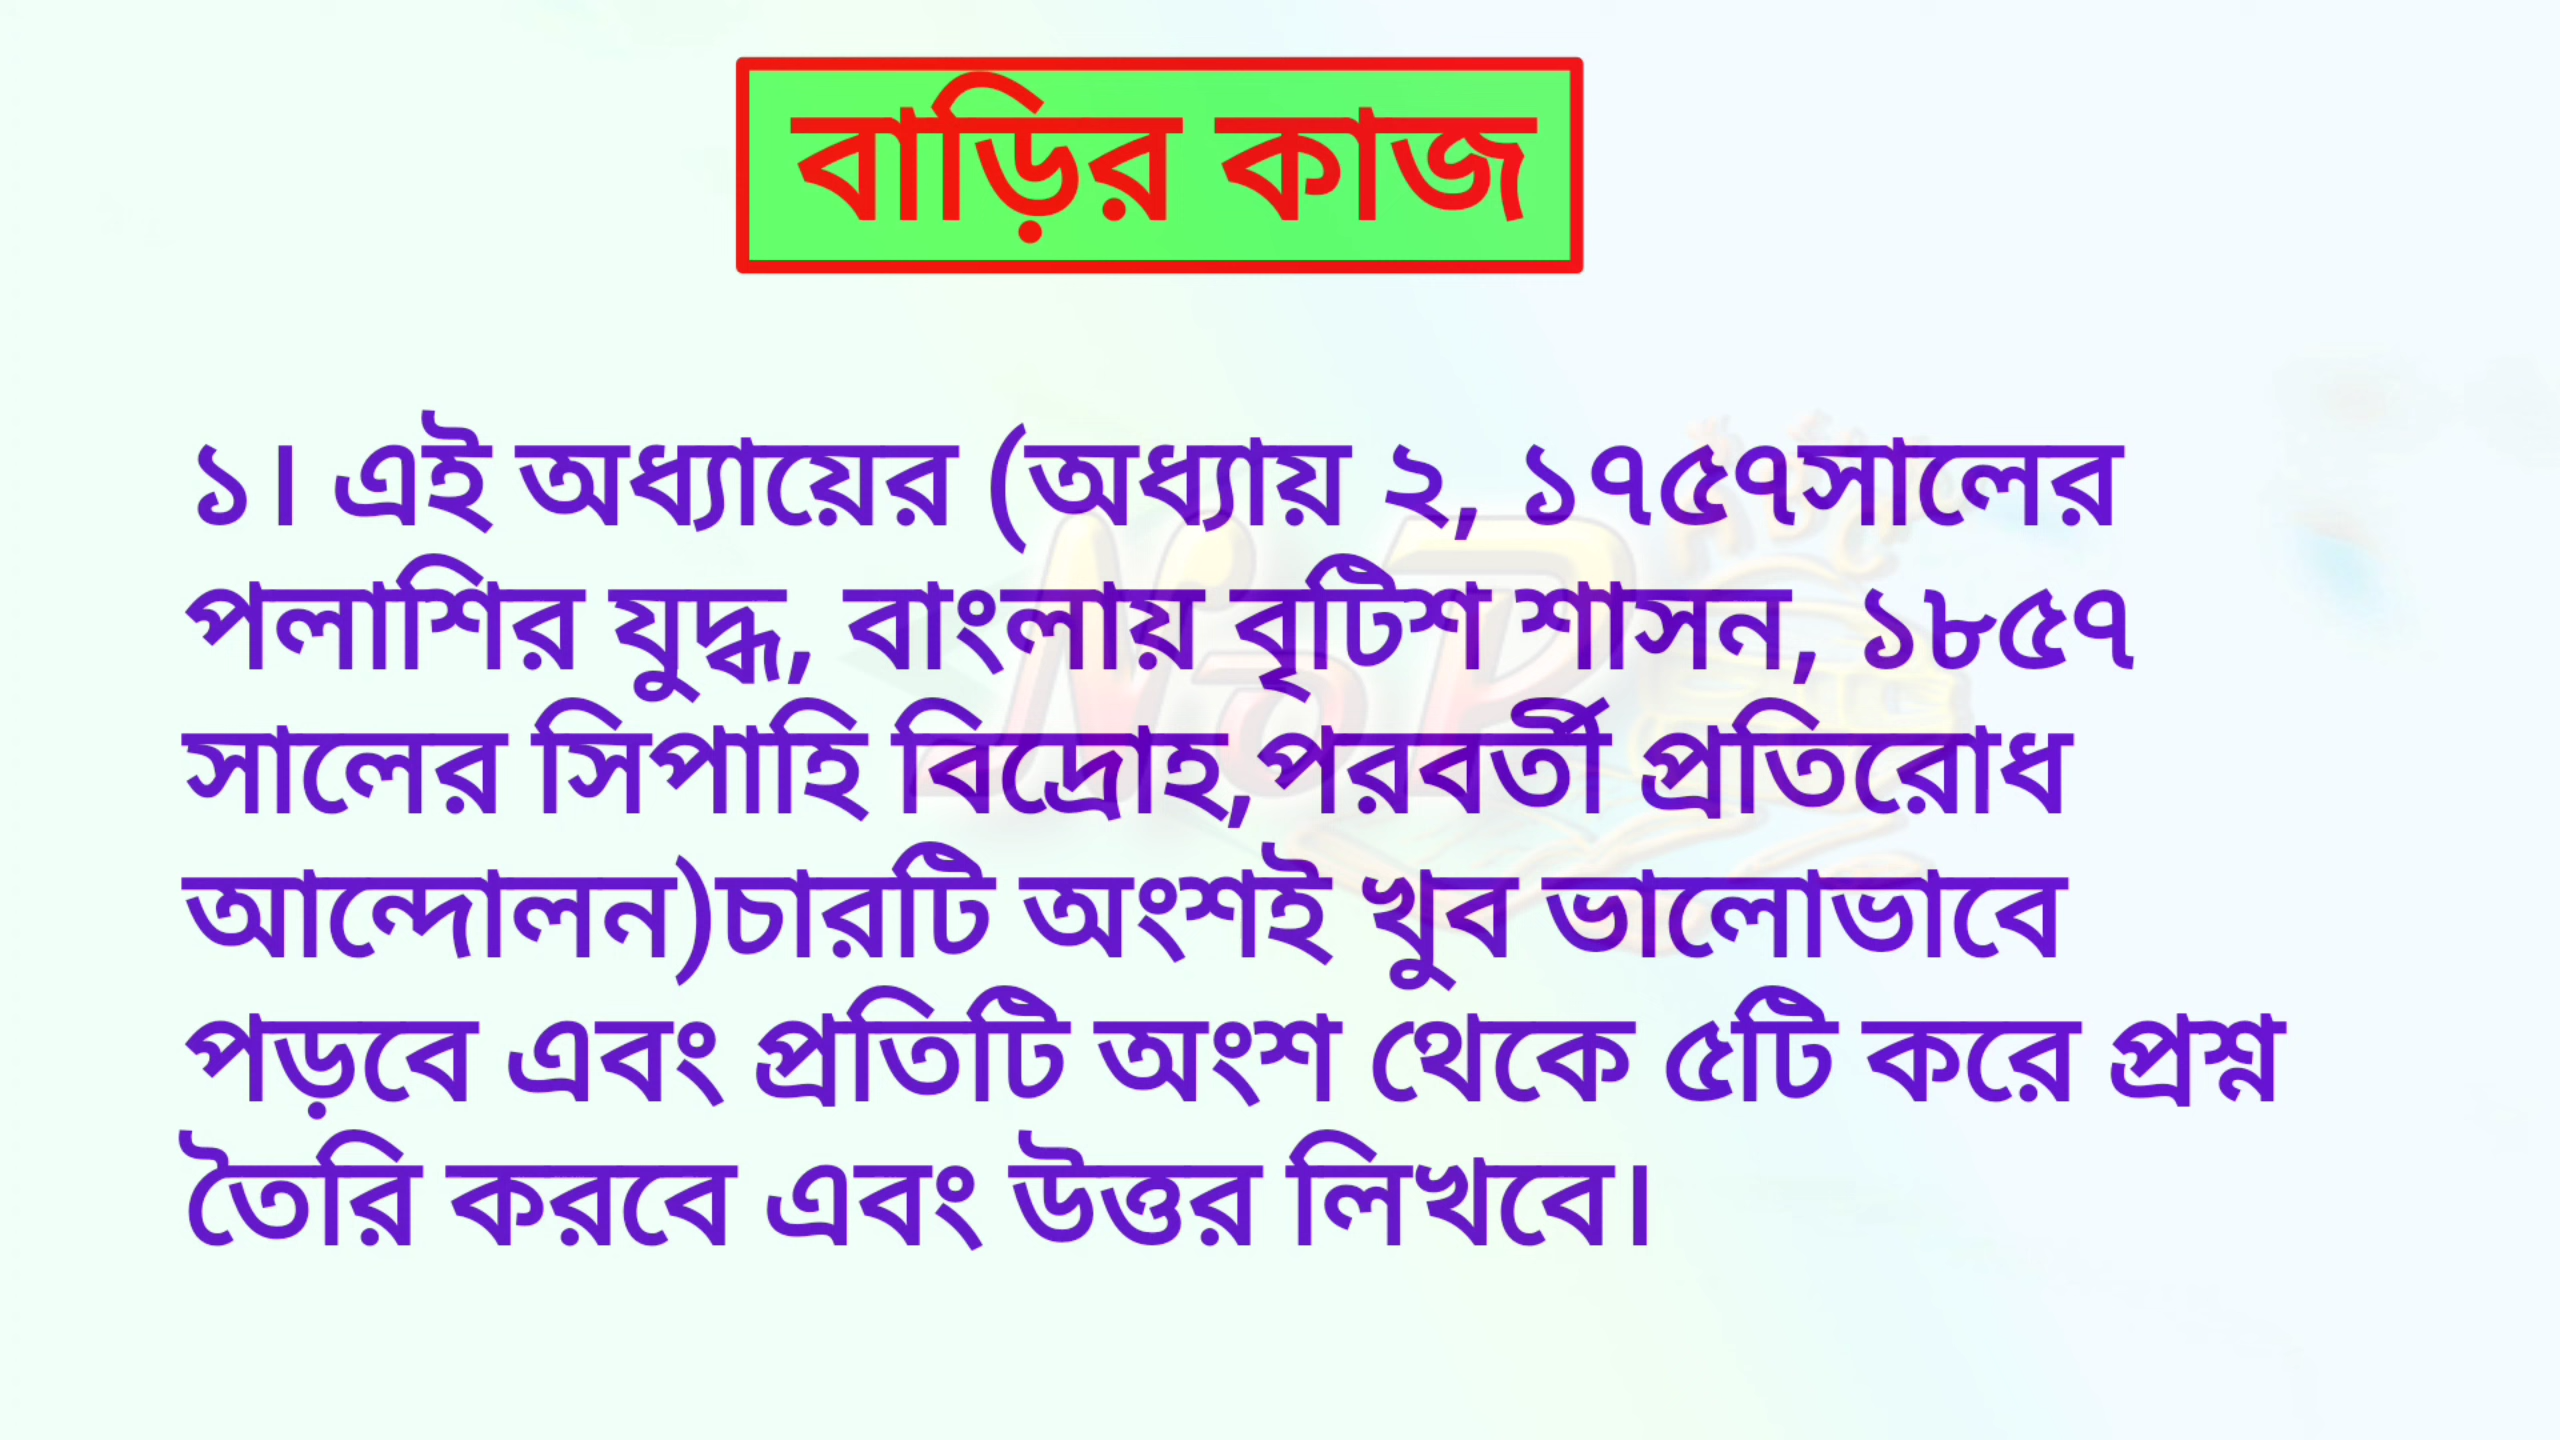 বাড়ির কাজ
১। এই অধ্যায়ের (অধ্যায় ২, ১৭৫৭সালের
পলাশির যুদ্ধ, বাংলায় বৃটিশ শাসন, ১৮৫৭
সালের সিপাহি বিদ্রোহ,পরবর্তী প্রতিরোধ
আন্দোলন)চারটি অংশই খুব ভালোভাবে
পড়বে এবং প্রতিটি অংশ থেকে ৫টি করে প্রশ্ন
তৈরি করবে এবং উত্তর লিখবে।